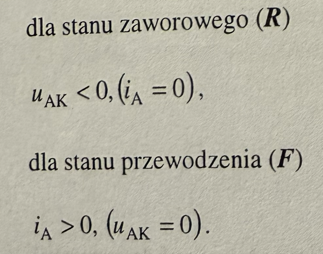 dla stanu zaworowego (R)
u_AK < 0, (i_A = 0),
dla stanu przewodzenia (F)
i_A > 0, (u_AK = 0).